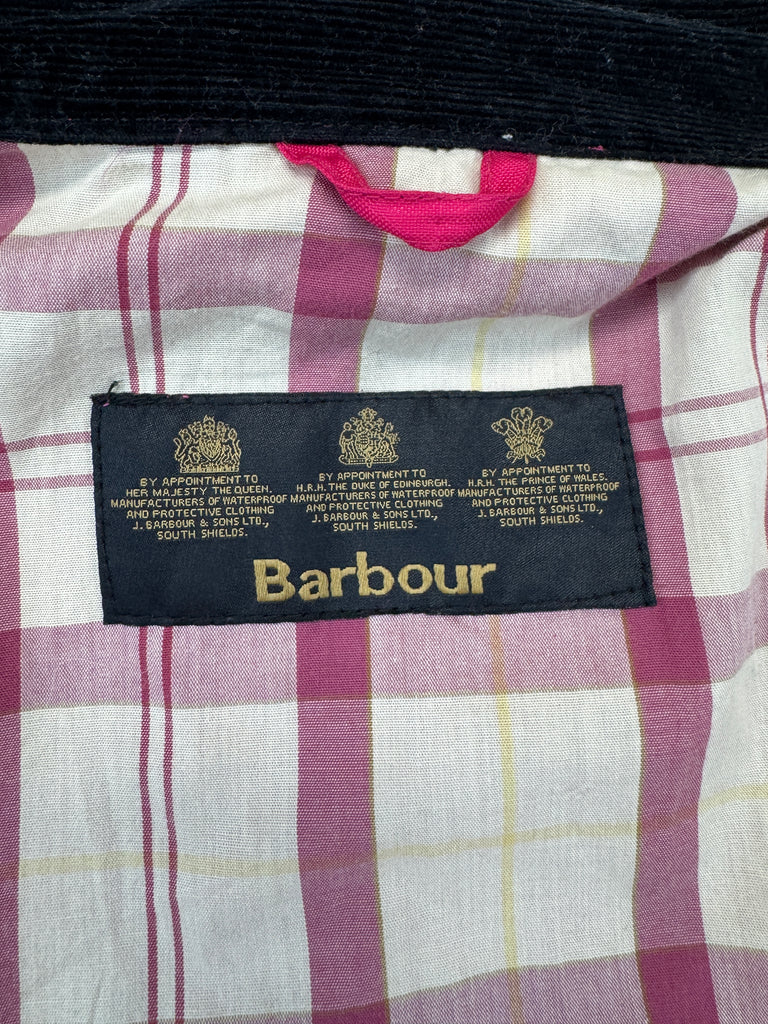 BY APPOINTMENT TO
HER MAJESTY THE QUEEN.
MANUFACTURERS OF WATERPROOF
AND PROTECTIVE CLOTHING
J. BARBOUR & SONS LTD.,
SOUTH SHIELDS.
BY APPOINTMENT TO
H.R.H. THE DUKE OF EDINBURGH.
MANUFACTURERS OF WATERPROOF
AND PROTECTIVE CLOTHING
J. BARBOUR & SONS LTD.,
SOUTH SHIELDS.
BY APPOINTMENT TO
H.R.H. THE PRINCE OF WALES.
MANUFACTURERS OF WATERPROOF
AND PROTECTIVE CLOTHING
J. BARBOUR & SONS LTD.,
SOUTH SHIELDS.
Barbour